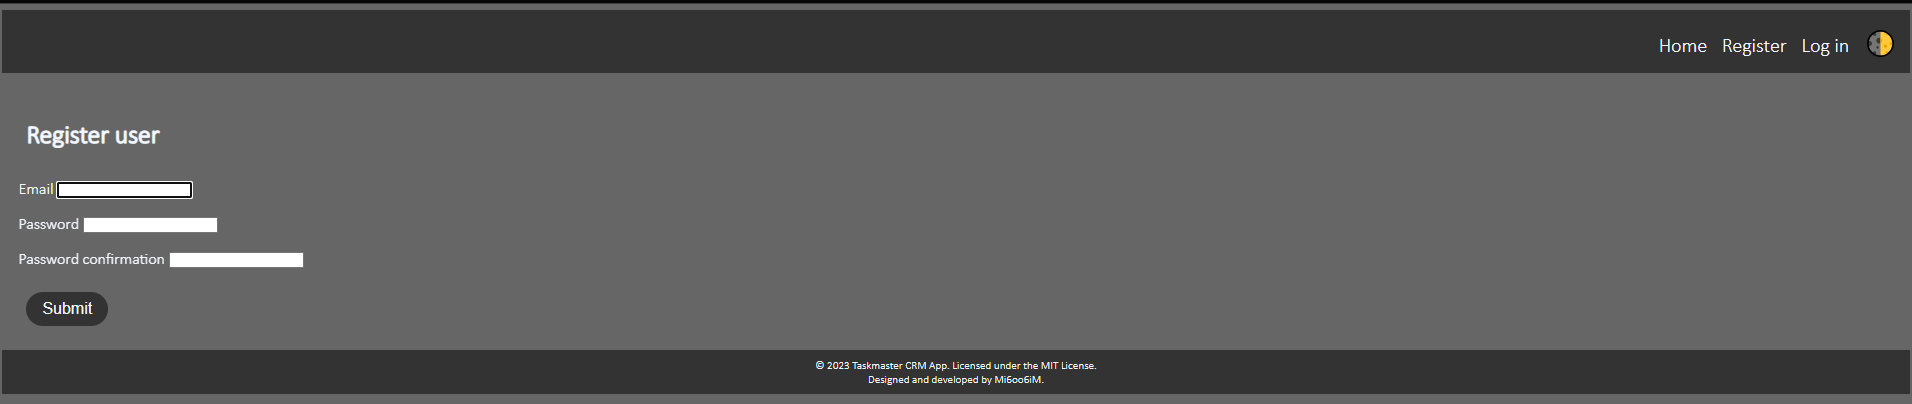 Home Register Log in
Register user
Email
Password
Password confirmation
Submit
© 2023 Taskmaster CRM App. Licensed under the MIT License.
Designed and developed by Mi6oo6iM.